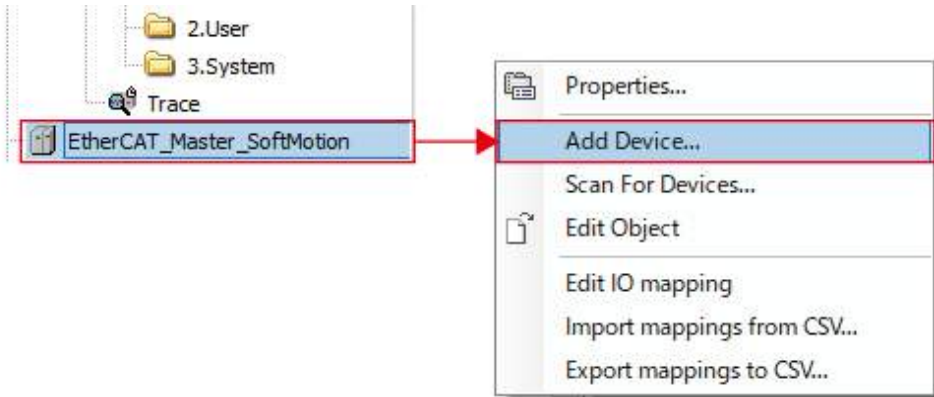 2.User
3.System
Trace
EtherCAT_Master_SoftMotion
Properties...
Add Device...
Scan For Devices...
Edit Object
Edit IO mapping
Import mappings from CSV...
Export mappings to CSV...